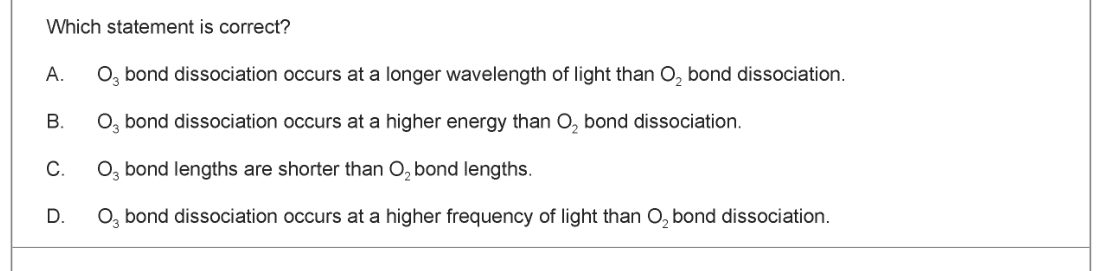 Which statement is correct?
A. O₃ bond dissociation occurs at a longer wavelength of light than O₂ bond dissociation.
B. O₃ bond dissociation occurs at a higher energy than O₂ bond dissociation.
C. O₃ bond lengths are shorter than O₂ bond lengths.
D. O₃ bond dissociation occurs at a higher frequency of light than O₂ bond dissociation.